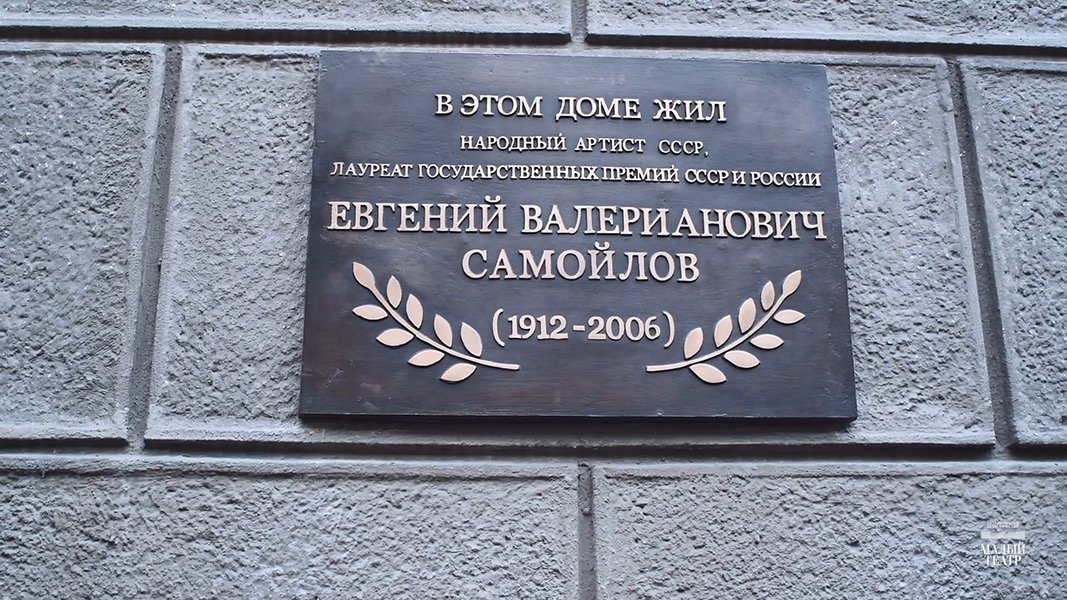 В ЭТОМ ДОМЕ ЖИЛ
НАРОДНЫЙ АРТИСТ СССР,
ЛАУРЕАТ ГОСУДАРСТВЕННЫХ ПРЕМИЙ СССР И РОССИИ
ЕВГЕНИЙ ВАЛЕРИАНОВИЧ
САМОЙЛОВ
(1912-2006)
МАЛЫЙ
ТЕАТР